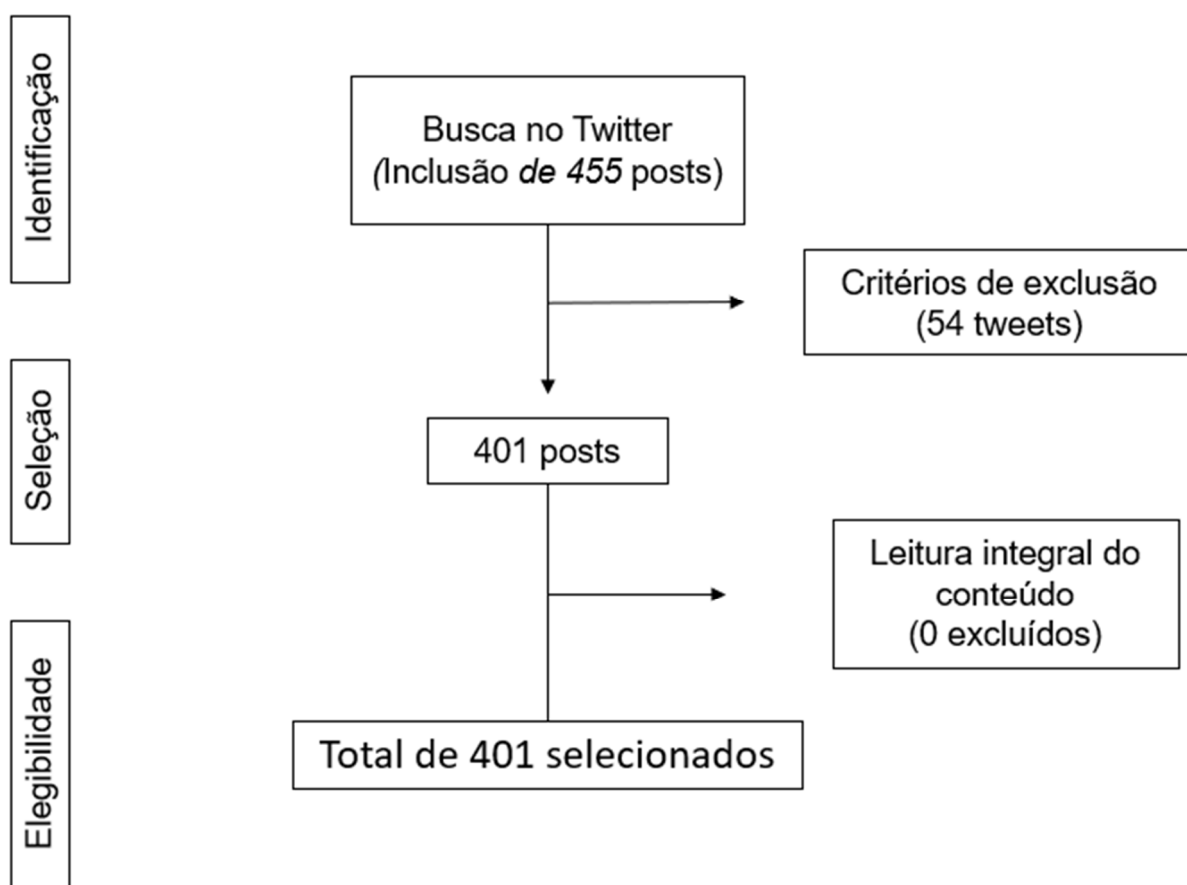 Identificação
Busca no Twitter
(Inclusão de 455 posts)
Critérios de exclusão
(54 tweets)
Seleção
401 posts
Leitura integral do
conteúdo
(0 excluídos)
Elegibilidade
Total de 401 selecionados